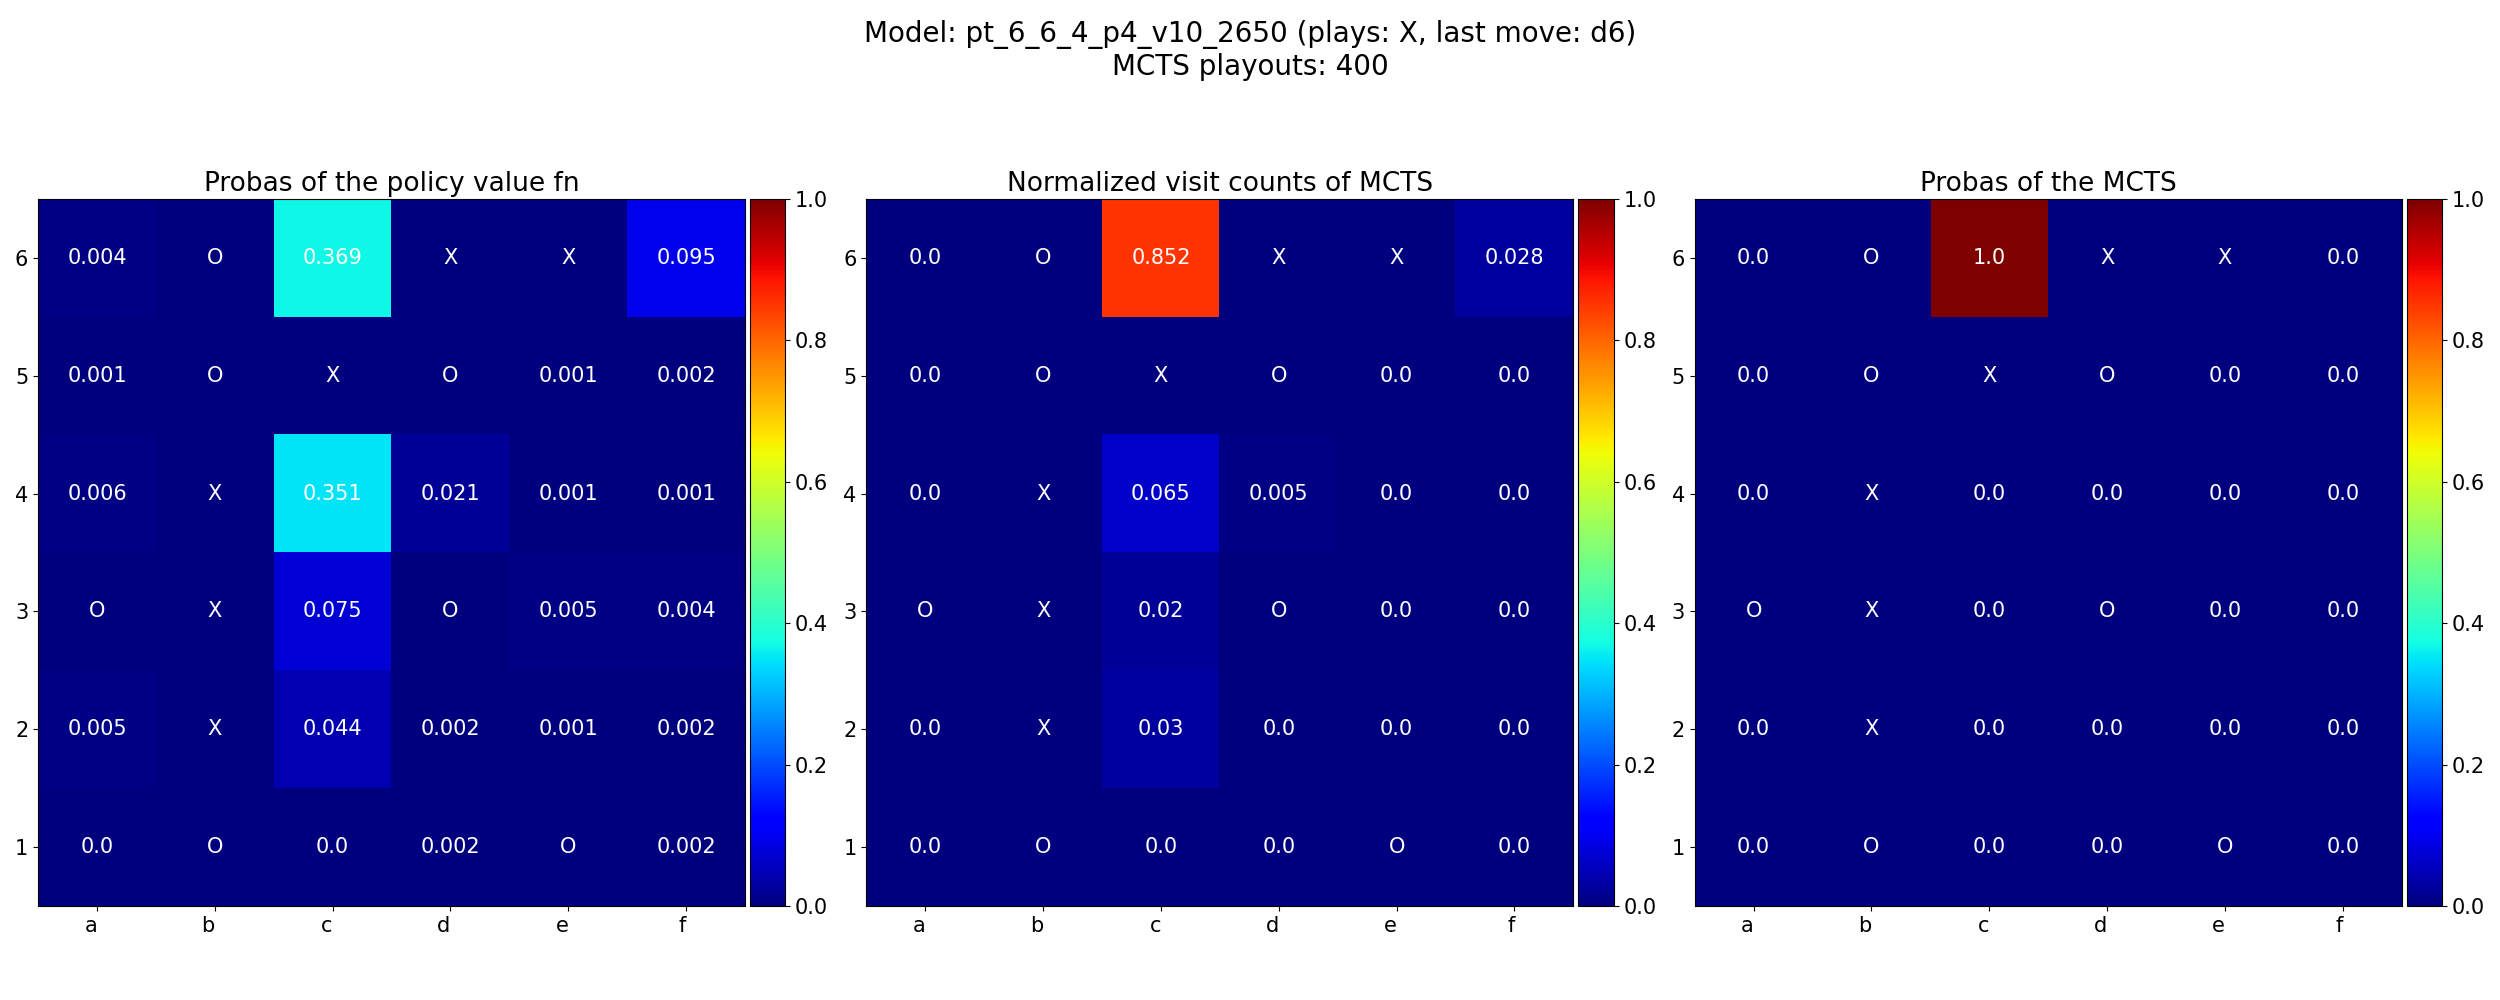 Model: pt_6_6_4_p4_v10_2650 (plays: X, last move: d6)
MCTS playouts: 400
Probas of the policy value fn
1.0
6 0.004 O 0.369 X X 0.095
0.8
5 0.001 O X O 0.001 0.002
0.6
4 0.006 X 0.351 0.021 0.001 0.001
0.4
3 O X 0.075 O 0.005 0.004
2 0.005 X 0.044 0.002 0.001 0.002
0.2
1 0.0 O 0.0 0.002 O 0.002
0.0
a b c d e f
Normalized visit counts of MCTS
1.0
6 0.0 O 0.852 X X 0.028
0.8
5 0.0 O X O 0.0 0.0
0.6
4 0.0 X 0.065 0.005 0.0 0.0
0.4
3 O X 0.02 O 0.0 0.0
2 0.0 X 0.03 0.0 0.0 0.0
0.2
1 0.0 O 0.0 0.0 O 0.0
0.0
a b c d e f
Probas of the MCTS
1.0
6 0.0 O 1.0 X X 0.0
0.8
5 0.0 O X O 0.0 0.0
0.6
4 0.0 X 0.0 0.0 0.0 0.0
0.4
3 O X 0.0 O 0.0 0.0
2 0.0 X 0.0 0.0 0.0 0.0
0.2
1 0.0 O 0.0 0.0 O 0.0
0.0
a b c d e f